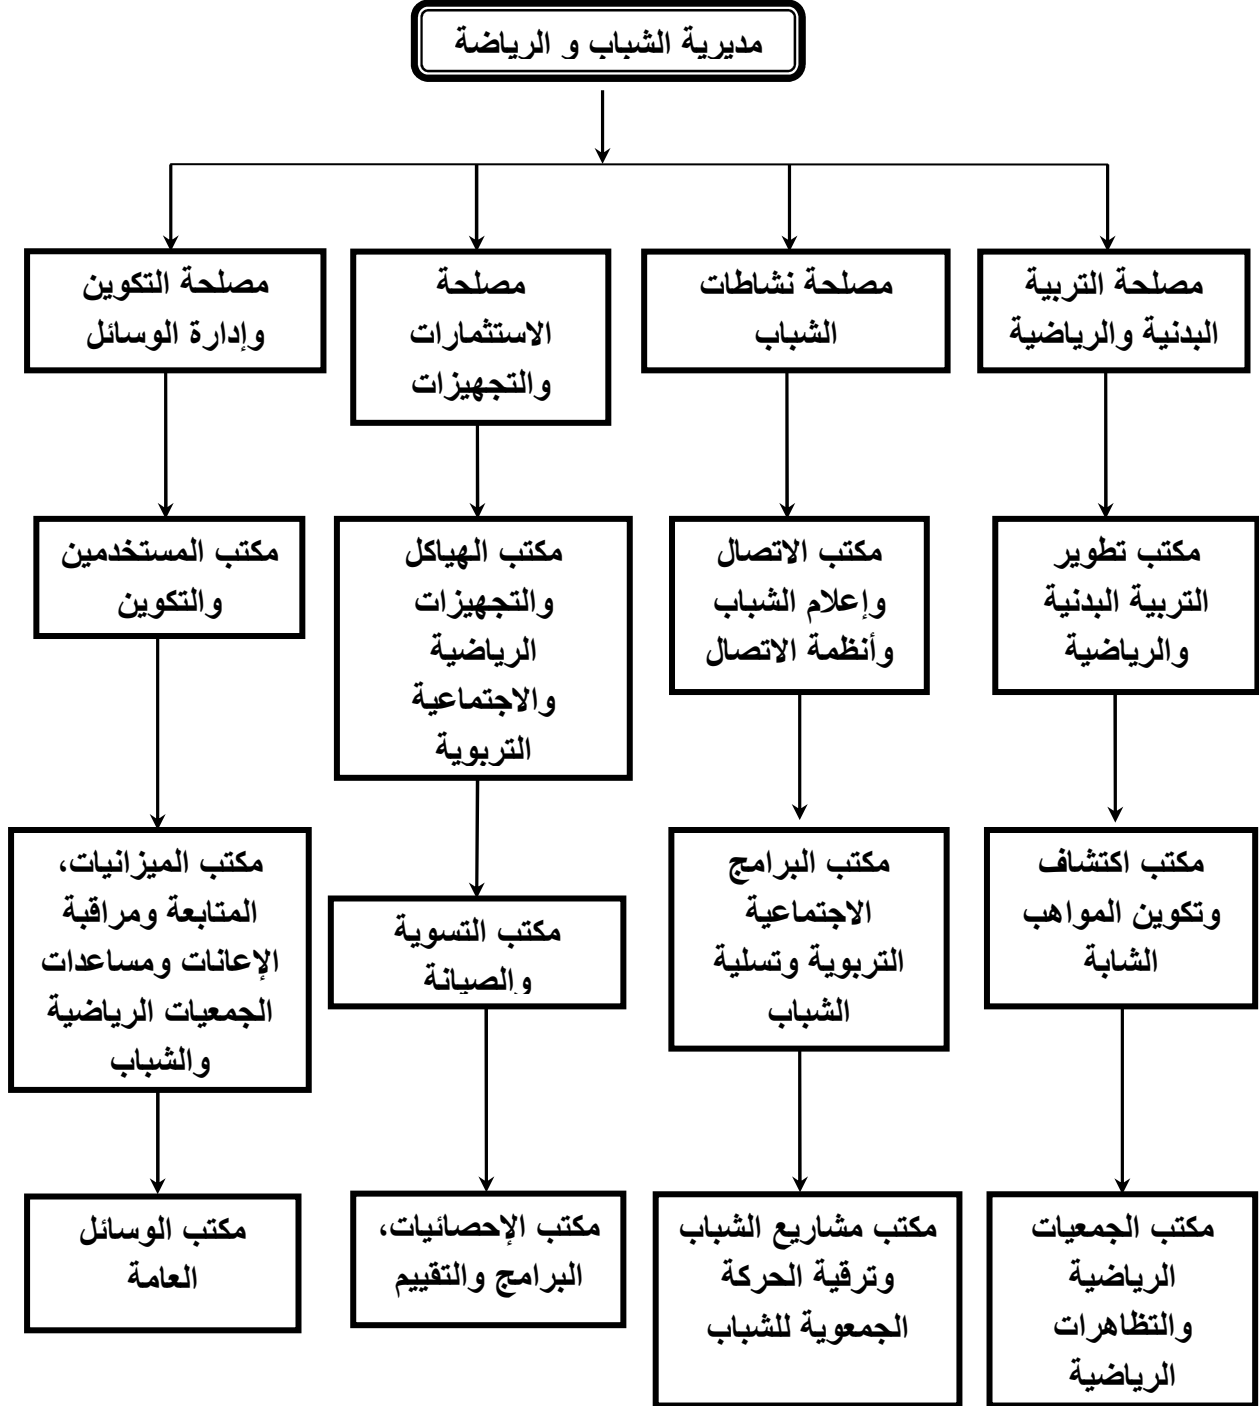 مديرية الشباب و الرياضة
مصلحة التربية
البدنية والرياضية
مصلحة نشاطات
الشباب
مصلحة
الاستثمارات
والتجهيزات
مصلحة التكوين
وإدارة الوسائل
مكتب تطوير
التربية البدنية
والرياضية
مكتب الاتصال
وإعلام الشباب
وأنظمة الاتصال
مكتب الهياكل
والتجهيزات
الرياضية
والاجتماعية
التربوية
مكتب المستخدمين
والتكوين
مكتب اكتشاف
وتكوين المواهب
الشابة
مكتب البرامج
الاجتماعية
التربوية وتسلية
الشباب
مكتب التسوية
والصيانة
مكتب الميزانيات،
المتابعة ومراقبة
الإعانات ومساعدات
الجمعيات الرياضية
والشباب
مكتب الجمعيات
الرياضية
والتظاهرات
الرياضية
مكتب مشاريع الشباب
وترقية الحركة
الجمعوية للشباب
مكتب الإحصائيات،
البرامج والتقييم
مكتب الوسائل
العامة